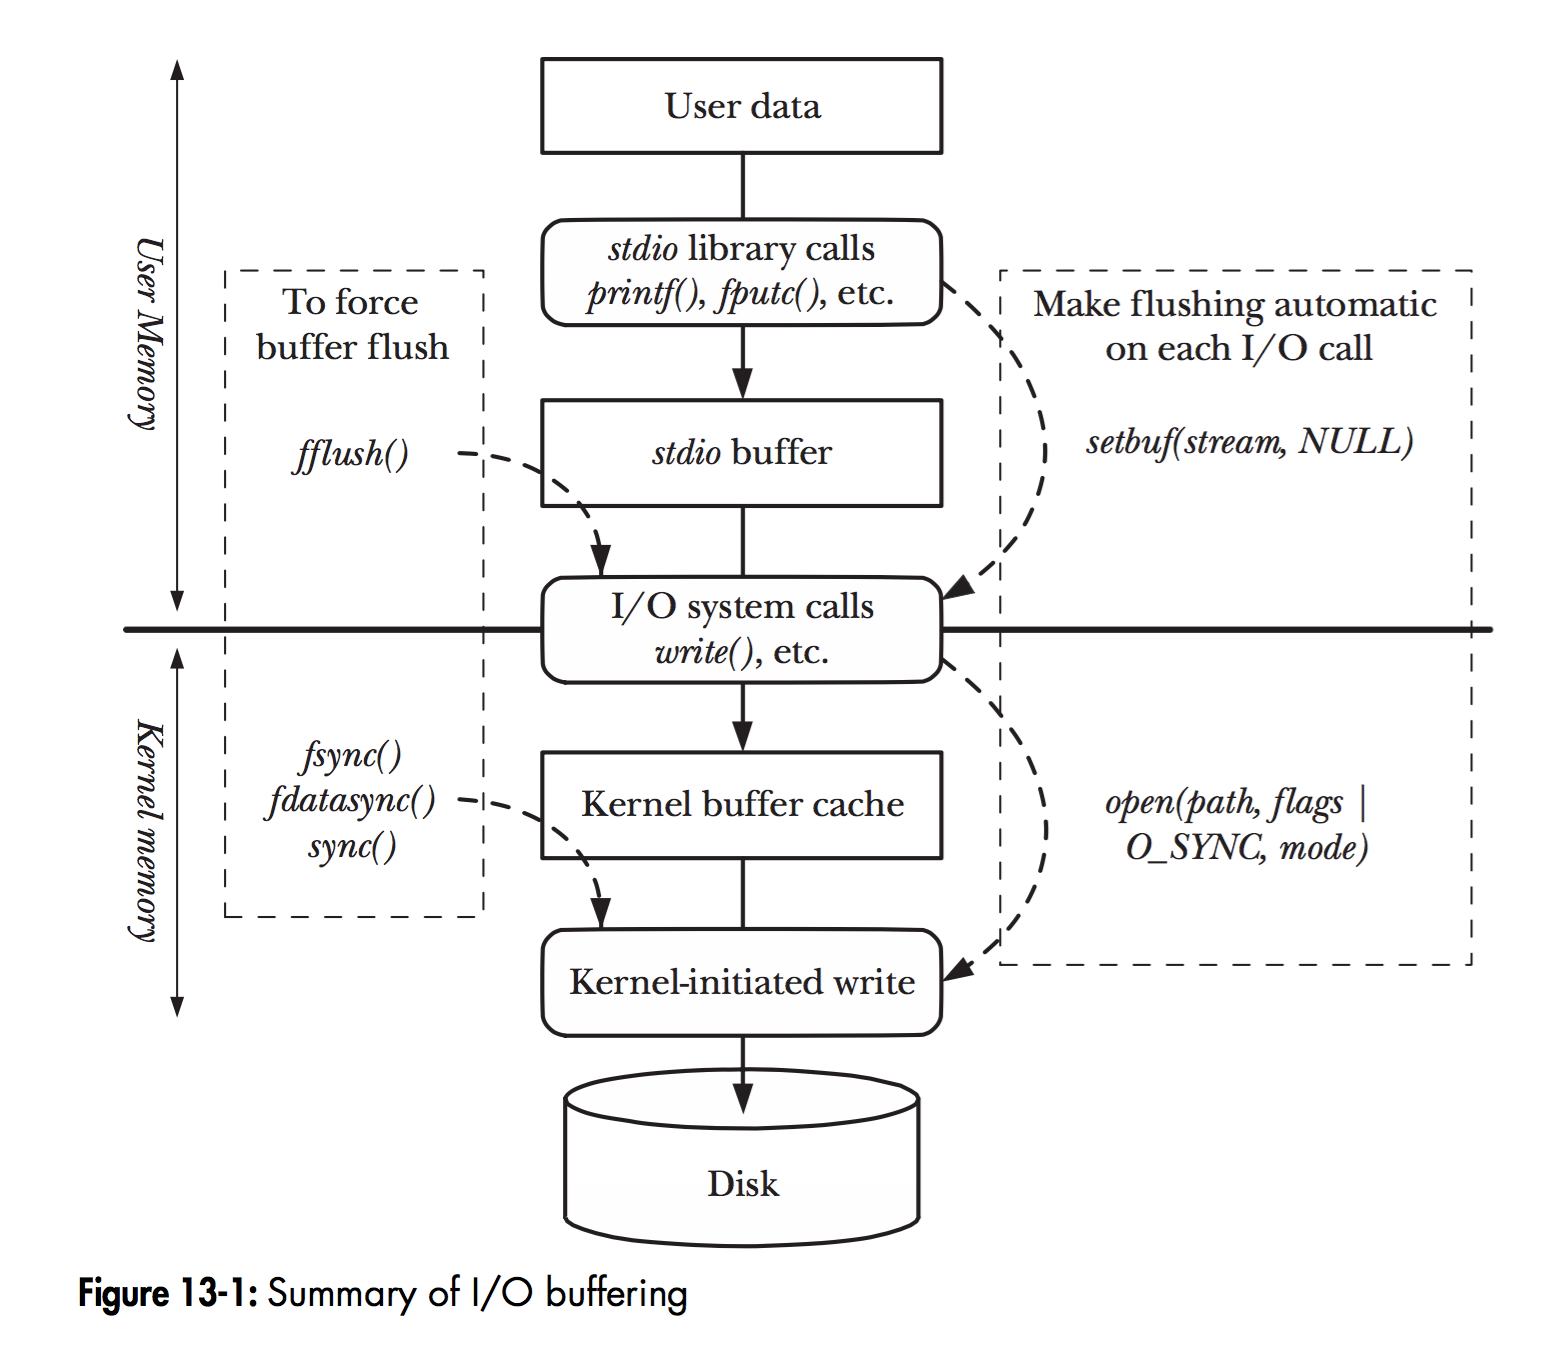 User data
stdio library calls
printf(), fputc(), etc.
To force
buffer flush
Make flushing automatic
on each I/O call
User Memory
fflush()
stdio buffer
setbuf(stream, NULL)
I/O system calls
write(), etc.
Kernel memory
fsync()
fdatasync()
sync()
Kernel buffer cache
open(path, flags |
O_SYNC, mode)
Kernel-initiated write
Disk
Figure 13-1: Summary of I/O buffering